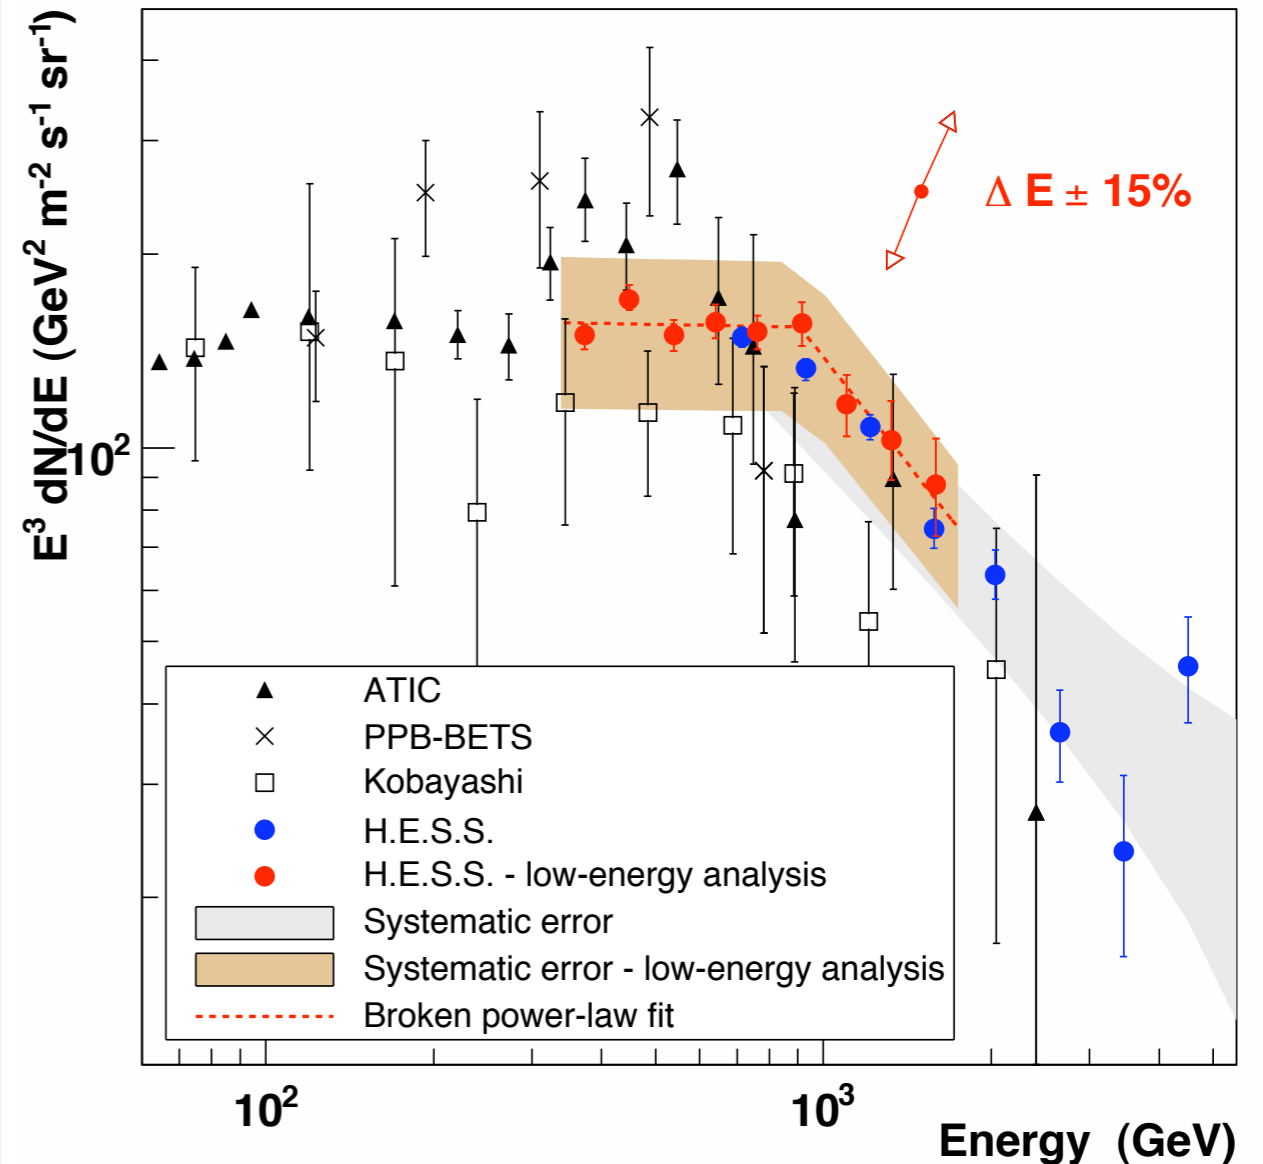 E³ dN/dE (GeV² m⁻² s⁻¹ sr⁻¹)
10²
Δ E ± 15%
ATIC
PPB-BETS
Kobayashi
H.E.S.S.
H.E.S.S. - low-energy analysis
Systematic error
Systematic error - low-energy analysis
Broken power-law fit
10² 10³
Energy (GeV)